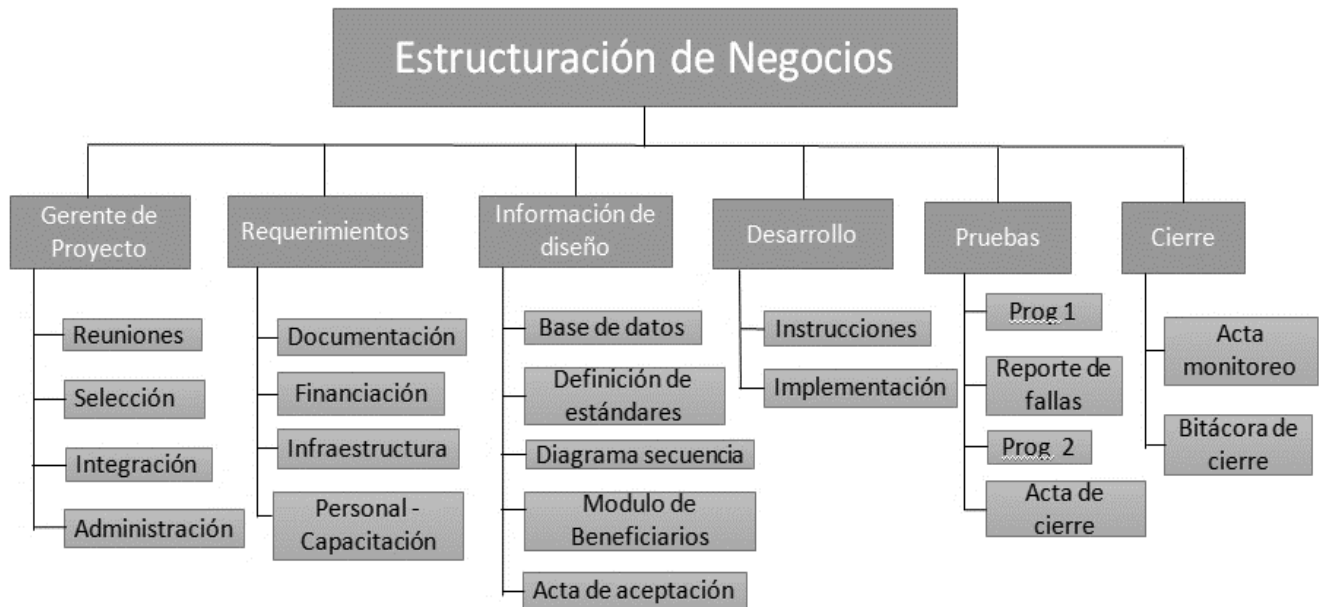 Estructuración de Negocios
Gerente de
Proyecto
Reuniones
Selección
Integración
Administración
Requerimientos
Documentación
Financiación
Infraestructura
Personal -
Capacitación
Información de
diseño
Base de datos
Definición de
estándares
Diagrama secuencia
Modulo de
Beneficiarios
Acta de aceptación
Desarrollo
Instrucciones
Implementación
Pruebas
Prog 1
Reporte de
fallas
Prog 2
Acta de
cierre
Cierre
Acta
monitoreo
Bitácora de
cierre